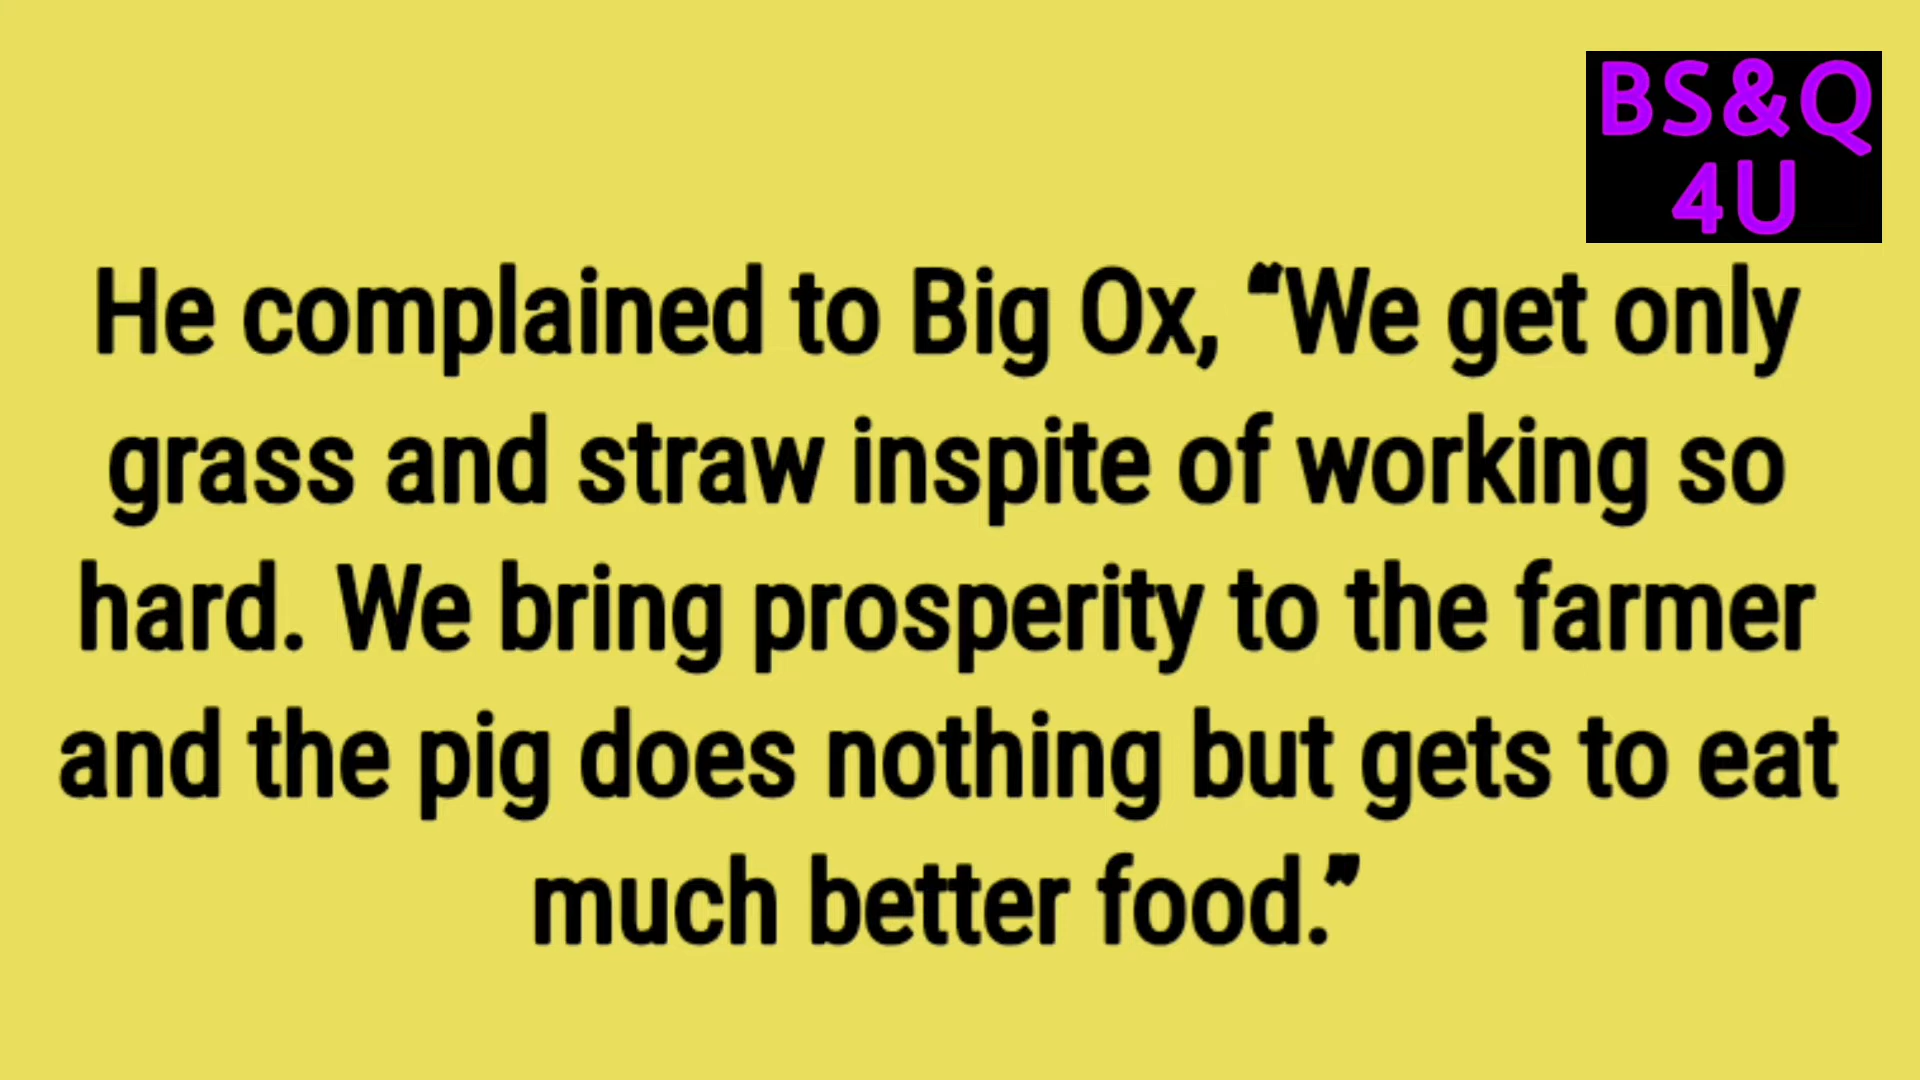 BS&Q
4U
He complained to Big Ox, “We get only
grass and straw inspite of working so
hard. We bring prosperity to the farmer
and the pig does nothing but gets to eat
much better food.”